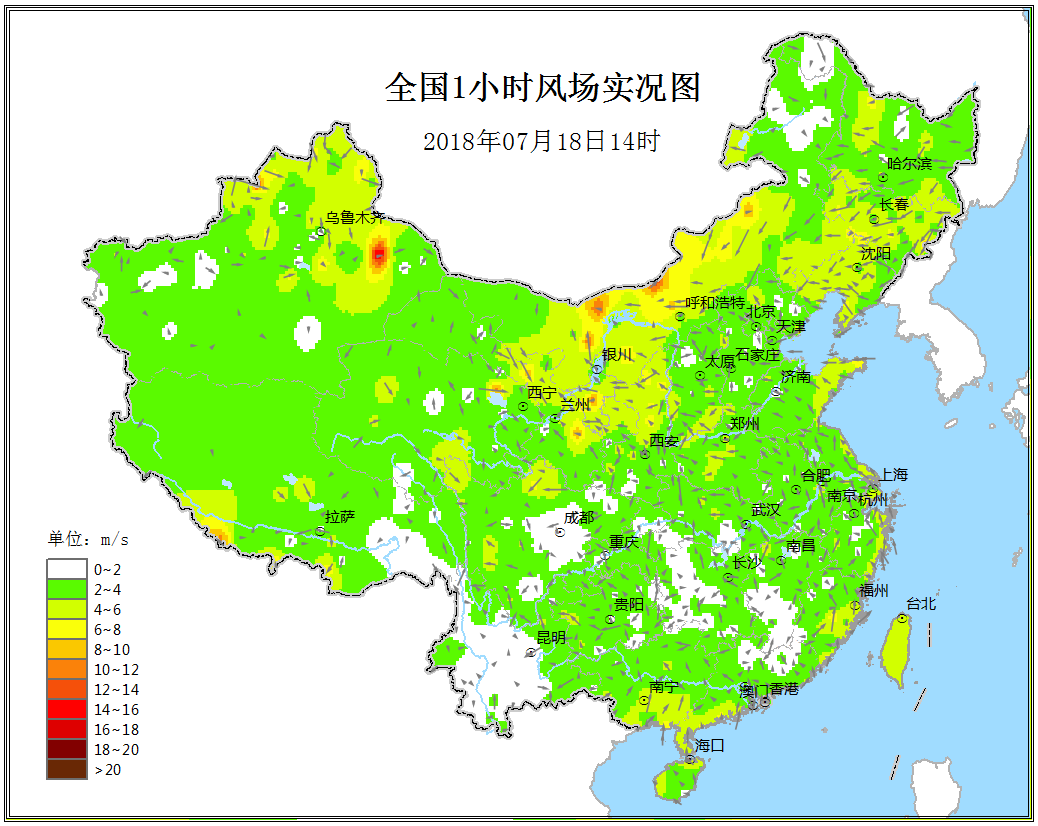 全国1小时风场实况图
2018年07月18日14时
哈尔滨
长春
乌鲁木齐
沈阳
呼和浩特
北京
天津
银川
太原
石家庄
济南
西宁
兰州
郑州
西安
合肥
上海
南京
杭州
拉萨
成都
武汉
重庆
南昌
长沙
贵阳
福州
台北
昆明
南宁
澳门
香港
海口
单位: m/s
0~2
2~4
4~6
6~8
8~10
10~12
12~14
14~16
16~18
18~20
>20